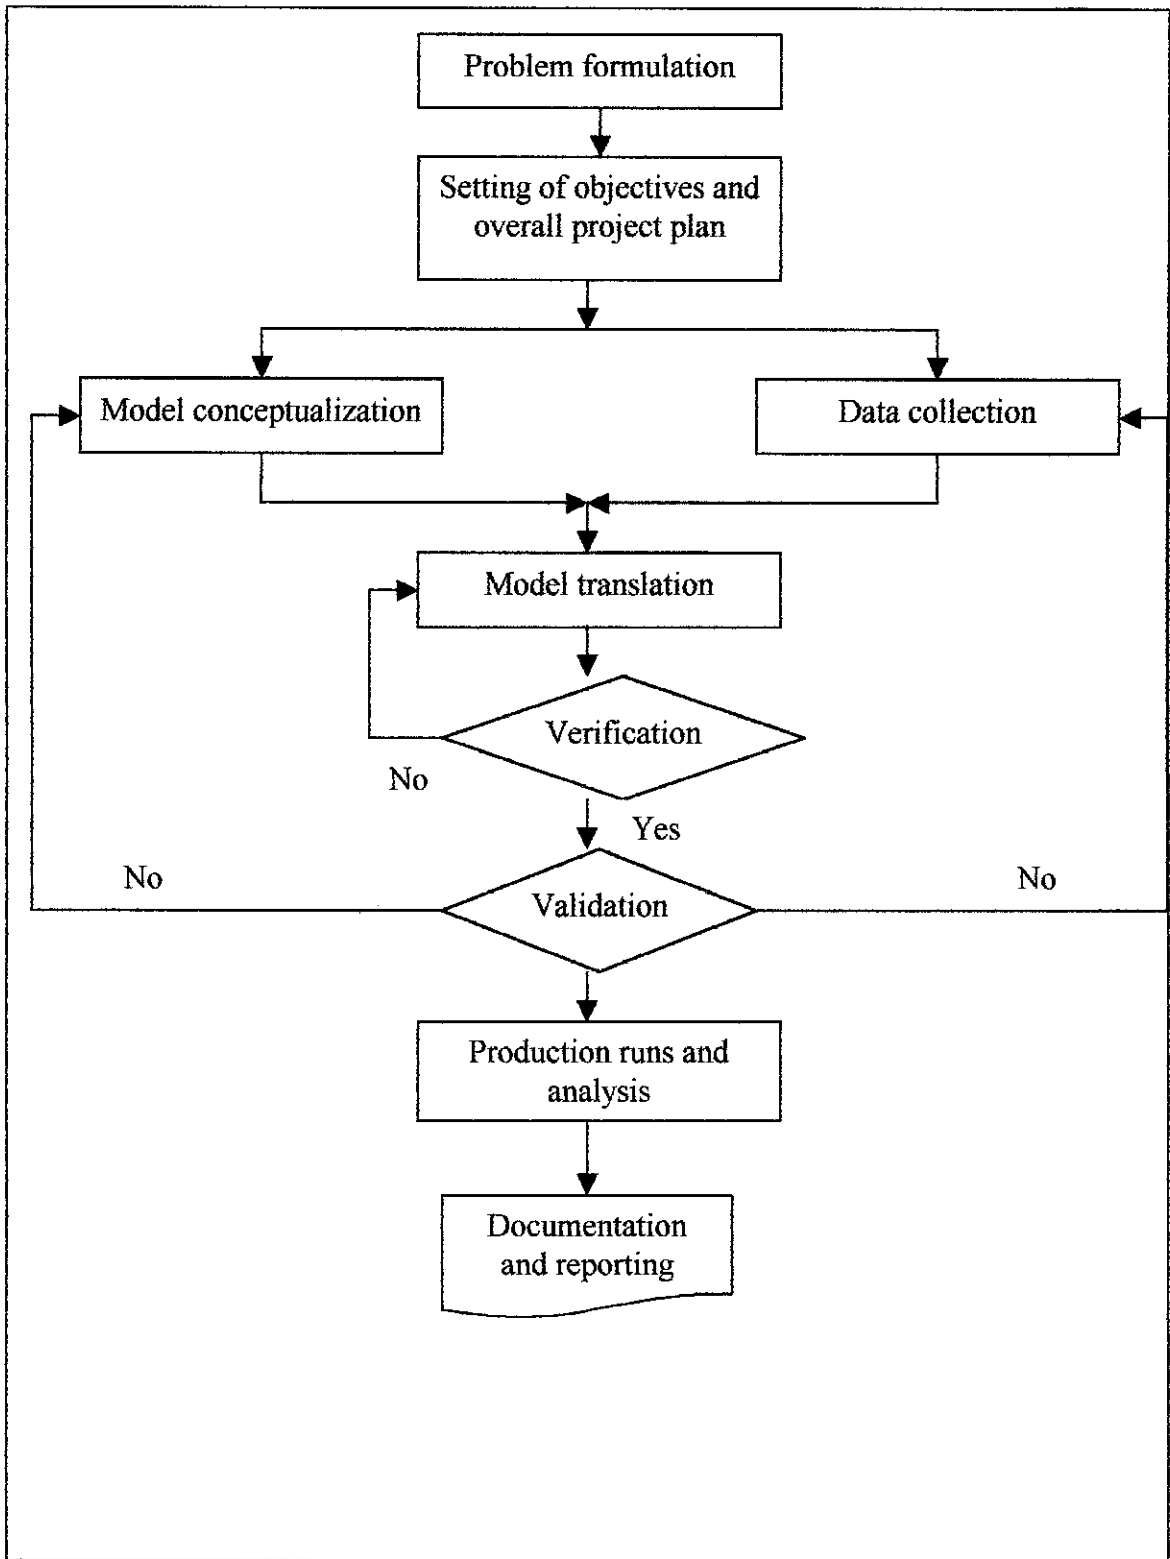 Problem formulation
Setting of objectives and
overall project plan
Model conceptualization
Data collection
Model translation
Verification
No
Yes
No
Validation
No
Production runs and
analysis
Documentation
and reporting